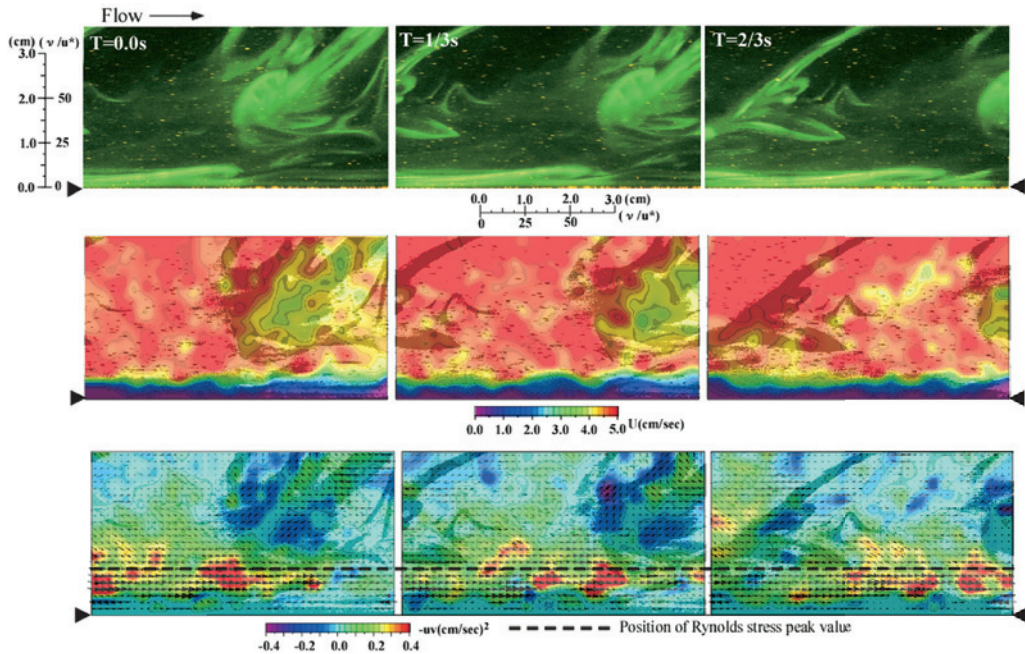 Flow
(cm) (ν/u*)
T=0.0s
T=1/3s
T=2/3s
3.0
2.0 50
1.0 25
0.0 0
0.0 1.0 2.0 3.0 (cm)
0 25 50 (ν/u*)
0.0 1.0 2.0 3.0 4.0 5.0 U(cm/sec)
-uv(cm/sec)²
-0.4 -0.2 0.0 0.2 0.4
Position of Rynolds stress peak value